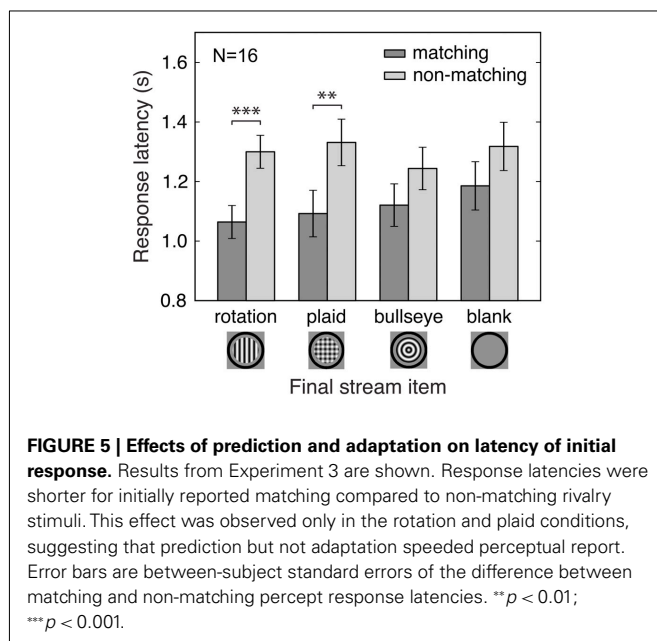 N=16
matching
non-matching
***
**
Response latency (s)
1.6
1.4
1.2
1.0
0.8
rotation plaid bullseye blank
Final stream item
FIGURE 5 | Effects of prediction and adaptation on latency of initial
response. Results from Experiment 3 are shown. Response latencies were
shorter for initially reported matching compared to non-matching rivalry
stimuli. This effect was observed only in the rotation and plaid conditions,
suggesting that prediction but not adaptation speeded perceptual report.
Error bars are between-subject standard errors of the difference between
matching and non-matching percept response latencies. **p < 0.01;
***p < 0.001.